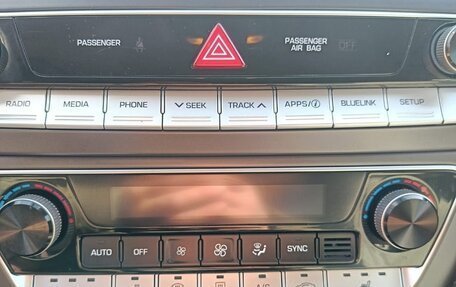 PASSENGER PASSENGER
AIR BAG OFF
RADIO MEDIA PHONE SEEK TRACK APPS/i BLUELINK SETUP
AUTO OFF SYNC
A/C